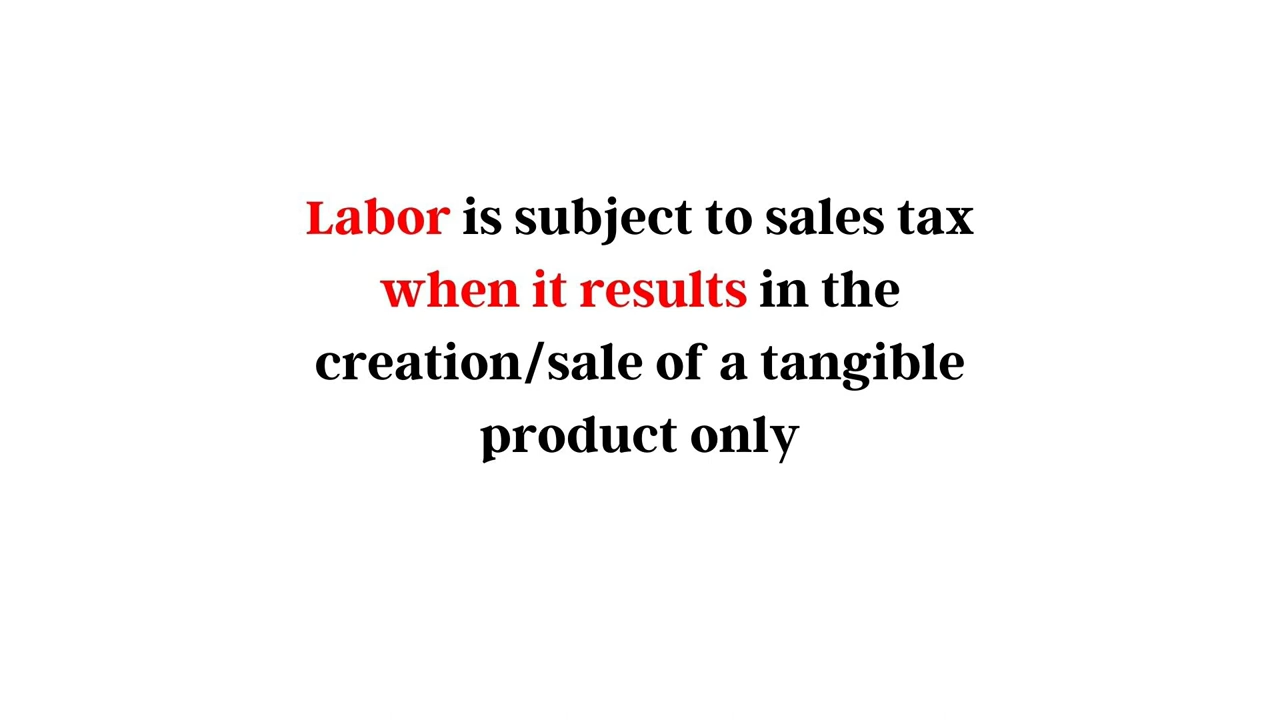 Labor is subject to sales tax
when it results in the
creation/sale of a tangible
product only